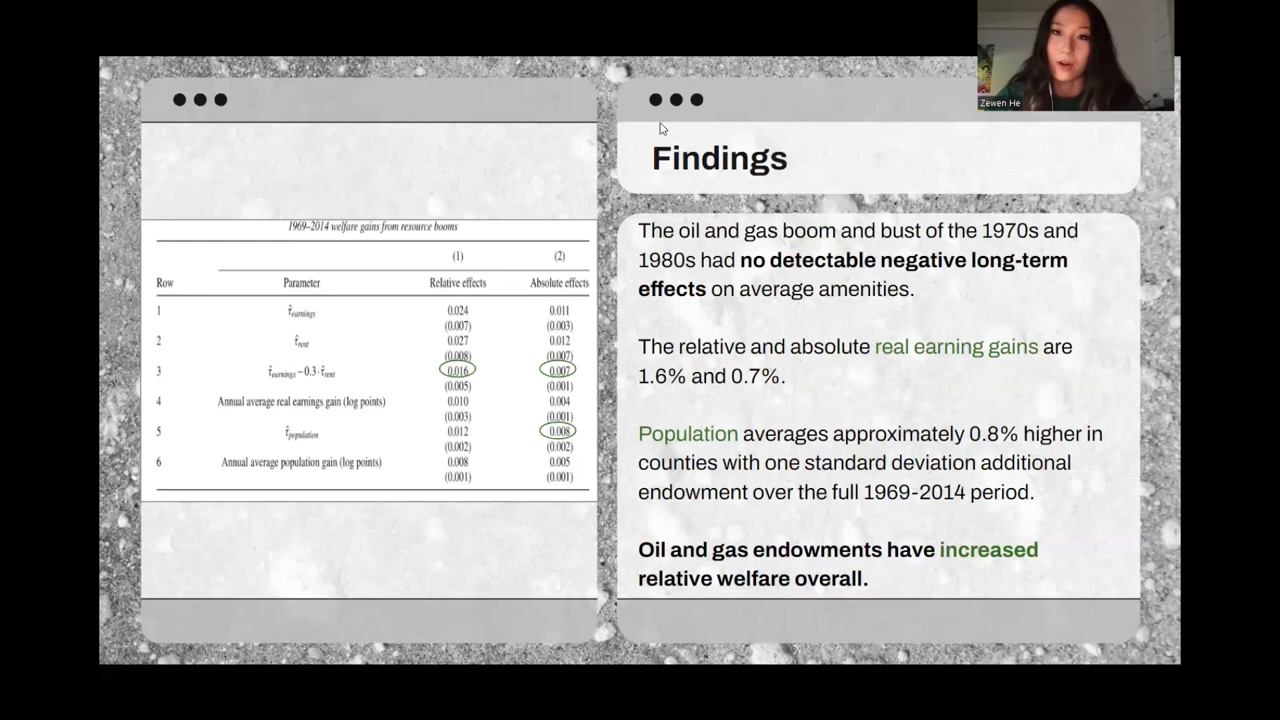 Zewen He
1969–2014 welfare gains from resource booms
(1) (2)
Row Parameter Relative effects Absolute effects
1 τ̂earnings 0.024 0.011
(0.007) (0.003)
2 τ̂rent 0.027 0.012
(0.008) (0.007)
3 τ̂earnings − 0.3 · τ̂rent 0.016 0.007
(0.005) (0.001)
4 Annual average real earnings gain (log points) 0.010 0.004
(0.003) (0.001)
5 τ̂population 0.012 0.008
(0.002) (0.002)
6 Annual average population gain (log points) 0.008 0.005
(0.001) (0.001)
Findings
The oil and gas boom and bust of the 1970s and
1980s had no detectable negative long-term
effects on average amenities.
The relative and absolute real earning gains are
1.6% and 0.7%.
Population averages approximately 0.8% higher in
counties with one standard deviation additional
endowment over the full 1969-2014 period.
Oil and gas endowments have increased
relative welfare overall.